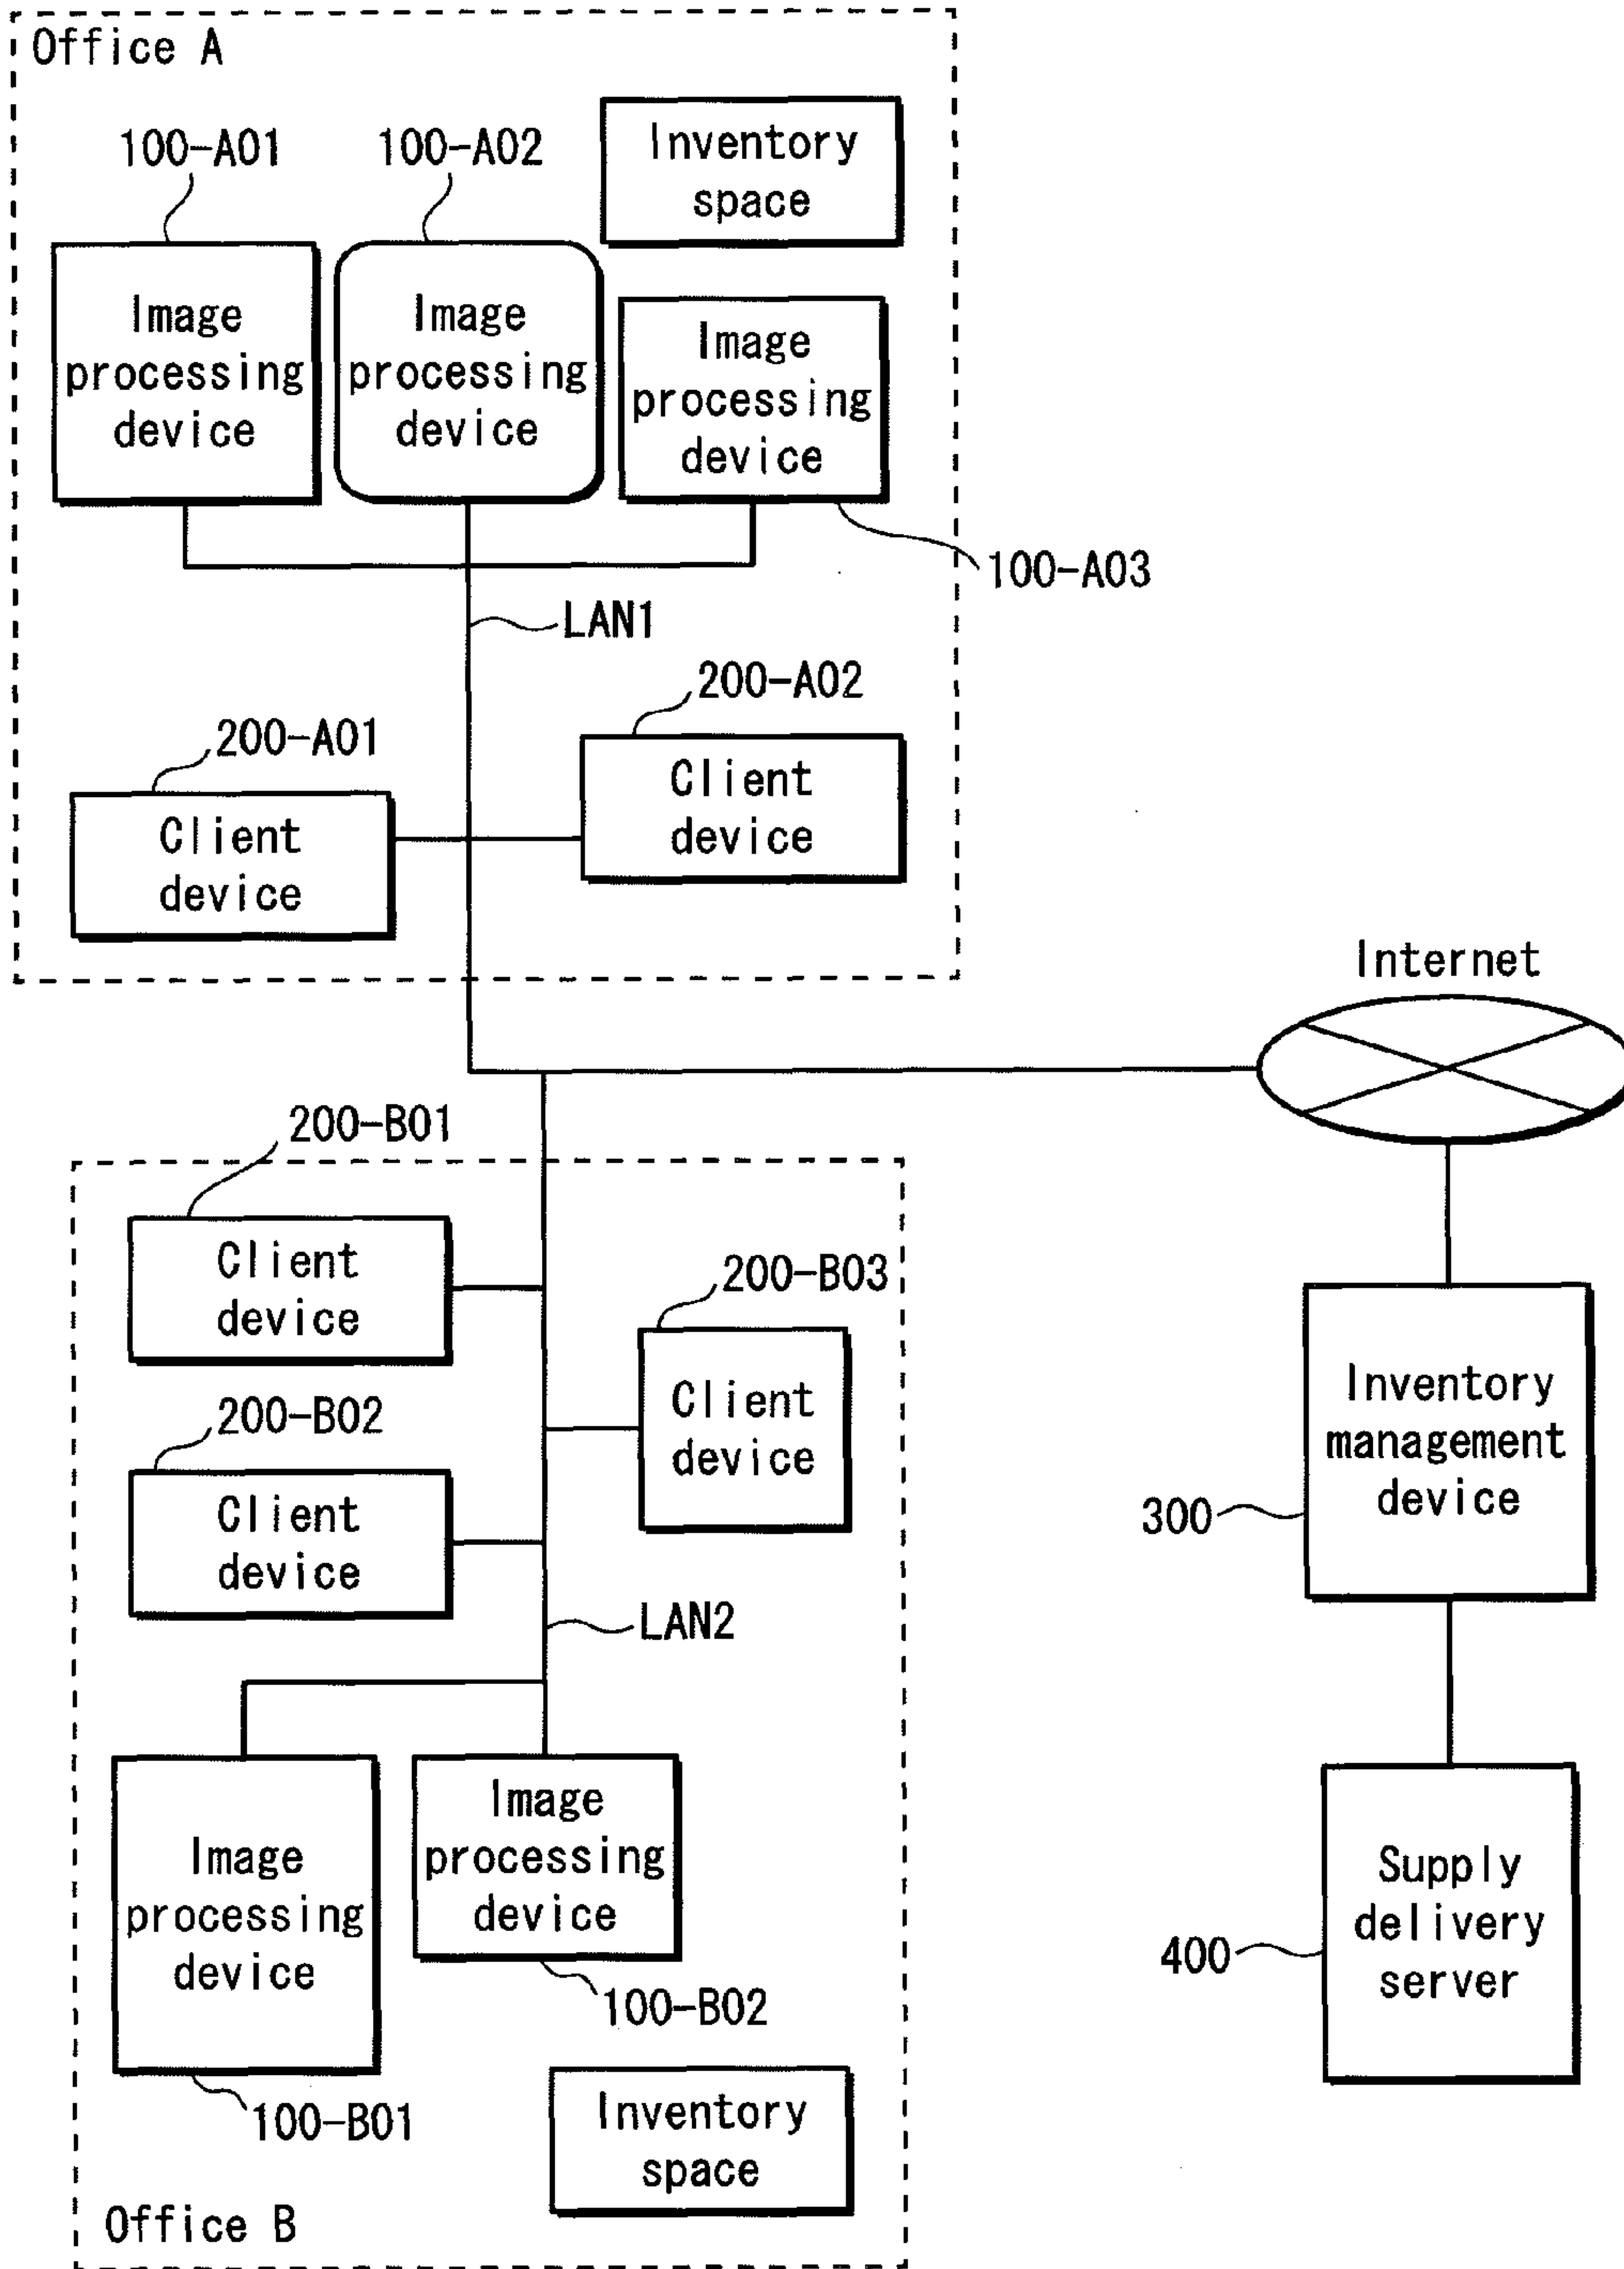 Office A
100-A01
100-A02
Inventory
space
Image
processing
device
Image
processing
device
Image
processing
device
100-A03
LAN1
200-A02
200-A01
Client
device
Client
device
Internet
200-B01
Client
device
200-B03
Client
device
200-B02
Client
device
Inventory
management
device
300
LAN2
Image
processing
device
Image
processing
device
100-B02
100-B01
Supply
delivery
server
400
Inventory
space
Office B